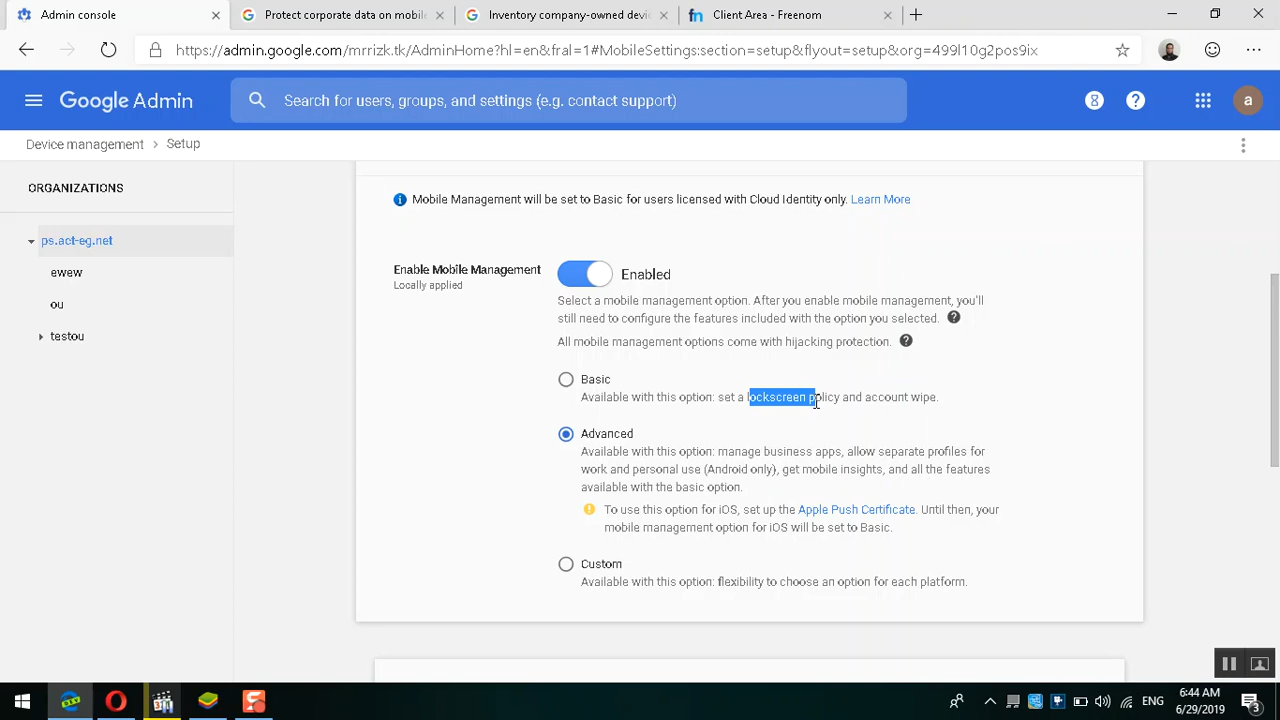 Admin console
Protect corporate data on mobile
Inventory company-owned devic
fn Client Area - Freenom
https://admin.google.com/mrrizk.tk/AdminHome?hl=en&fral=1#MobileSettings:section=setup&flyout=setup&org=499l10g2pos9ix
Google Admin
Search for users, groups, and settings (e.g. contact support)
a
Device management > Setup
ORGANIZATIONS
ps.act-eg.net
ewew
ou
testou
Mobile Management will be set to Basic for users licensed with Cloud Identity only. Learn More
Enable Mobile Management
Locally applied
Enabled
Select a mobile management option. After you enable mobile management, you'll
still need to configure the features included with the option you selected.
All mobile management options come with hijacking protection.
Basic
Available with this option: set a lockscreen policy and account wipe.
Advanced
Available with this option: manage business apps, allow separate profiles for
work and personal use (Android only), get mobile insights, and all the features
available with the basic option.
To use this option for iOS, set up the Apple Push Certificate. Until then, your
mobile management option for iOS will be set to Basic.
Custom
Available with this option: flexibility to choose an option for each platform.
ENG
6:44 AM
6/29/2019
3